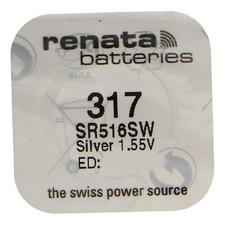 renata
batteries
317
SR516SW
Silver 1.55V
ED:
the swiss power source